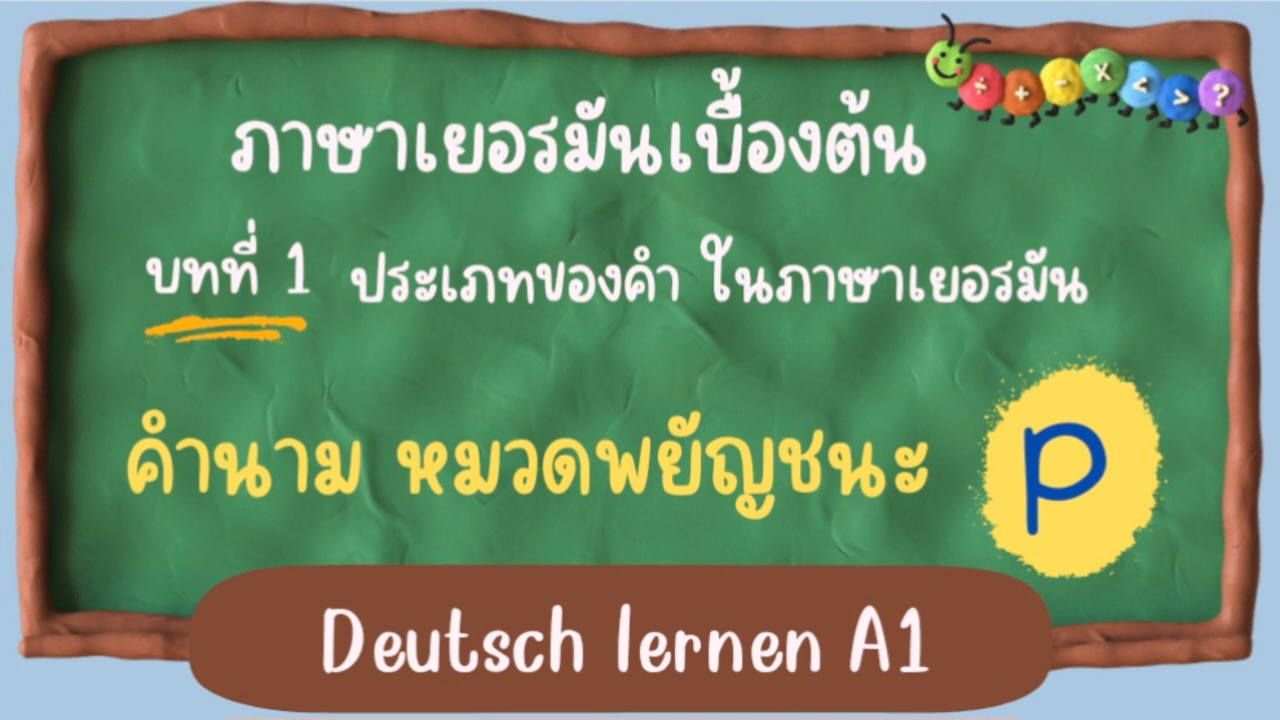 ÷ + - x < > ?
ภาษาเยอรมันเบื้องต้น
บทที่ 1 ประเภทของคำ ในภาษาเยอรมัน
คำนาม หมวดพยัญชนะ P
Deutsch lernen A1